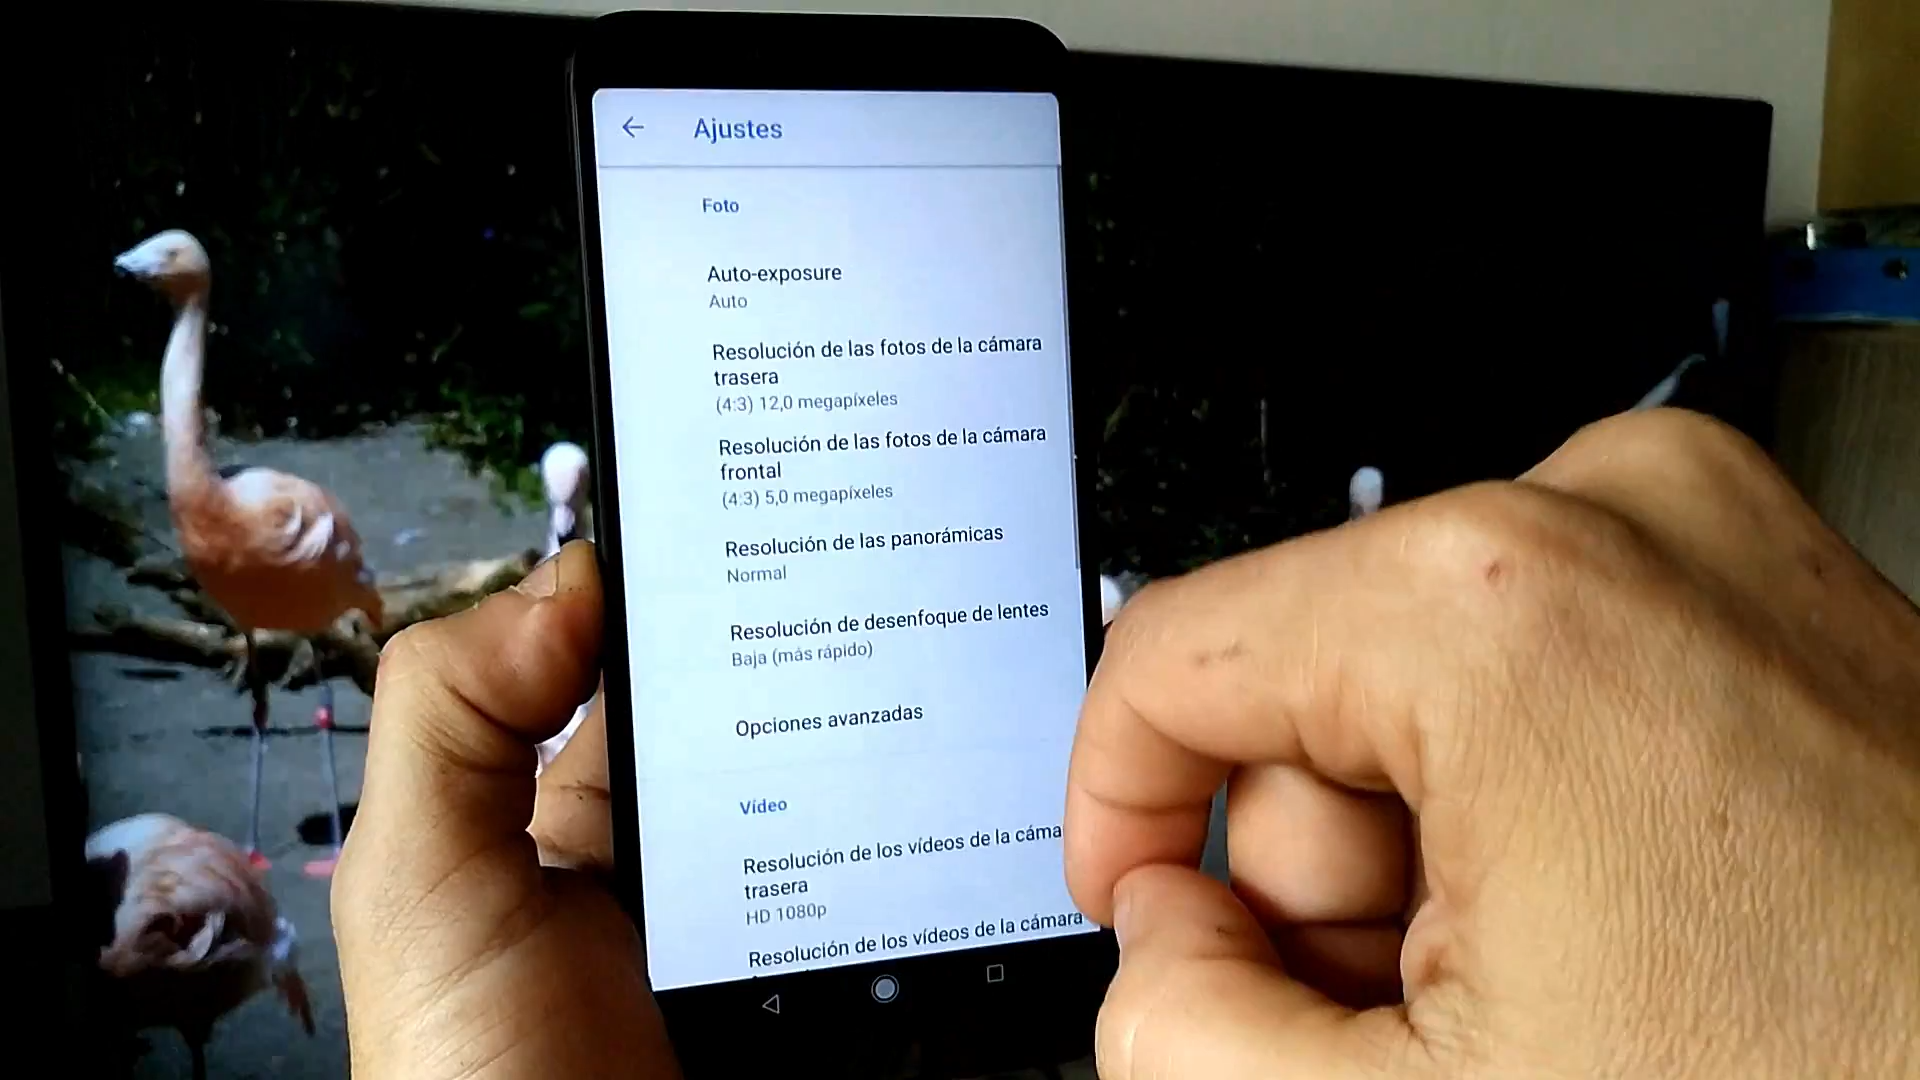 Ajustes
Foto
Auto-exposure
Auto
Resolución de las fotos de la cámara
trasera
(4:3) 12,0 megapíxeles
Resolución de las fotos de la cámara
frontal
(4:3) 5,0 megapíxeles
Resolución de las panorámicas
Normal
Resolución de desenfoque de lentes
Baja (más rápido)
Opciones avanzadas
Vídeo
Resolución de los vídeos de la cáma
trasera
HD 1080p
Resolución de los vídeos de la cámara